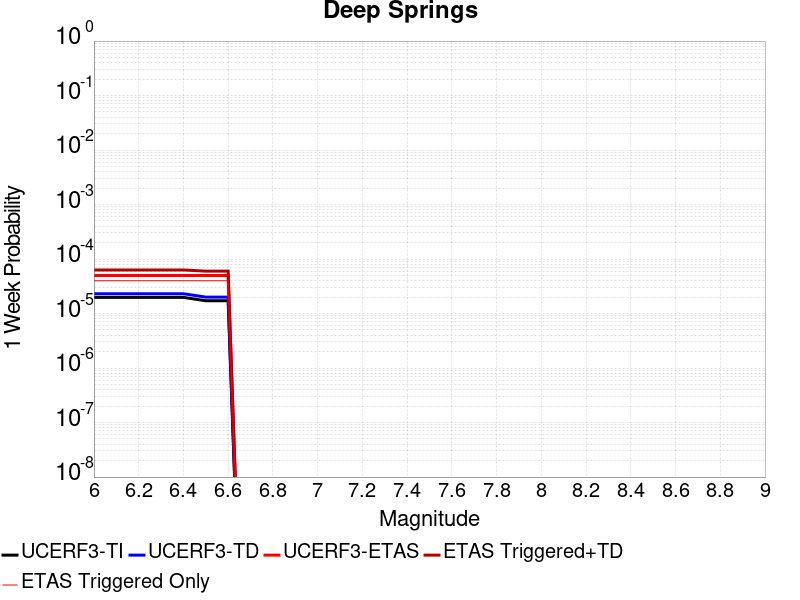 Deep Springs
1 Week Probability
10^0
10^-1
10^-2
10^-3
10^-4
10^-5
10^-6
10^-7
10^-8
6 6.2 6.4 6.6 6.8 7 7.2 7.4 7.6 7.8 8 8.2 8.4 8.6 8.8 9
Magnitude
UCERF3-TI UCERF3-TD UCERF3-ETAS ETAS Triggered+TD
ETAS Triggered Only